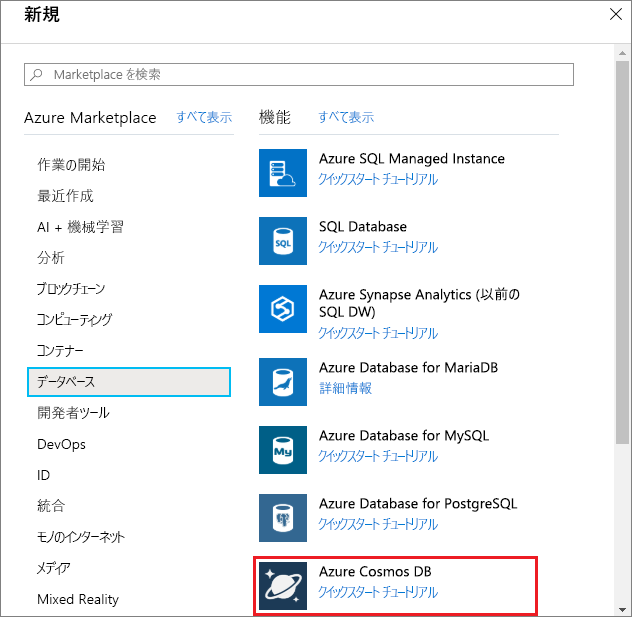 新規
Marketplace を検索
Azure Marketplace すべて表示
作業の開始
最近作成
AI + 機械学習
分析
ブロックチェーン
コンピューティング
コンテナー
データベース
開発者ツール
DevOps
ID
統合
モノのインターネット
メディア
Mixed Reality
機能 すべて表示
Azure SQL Managed Instance
クイックスタート チュートリアル
SQL
SQL Database
クイックスタート チュートリアル
Azure Synapse Analytics (以前の
SQL DW)
クイックスタート チュートリアル
Azure Database for MariaDB
詳細情報
My
Azure Database for MySQL
クイックスタート チュートリアル
Azure Database for PostgreSQL
クイックスタート チュートリアル
Azure Cosmos DB
クイックスタート チュートリアル